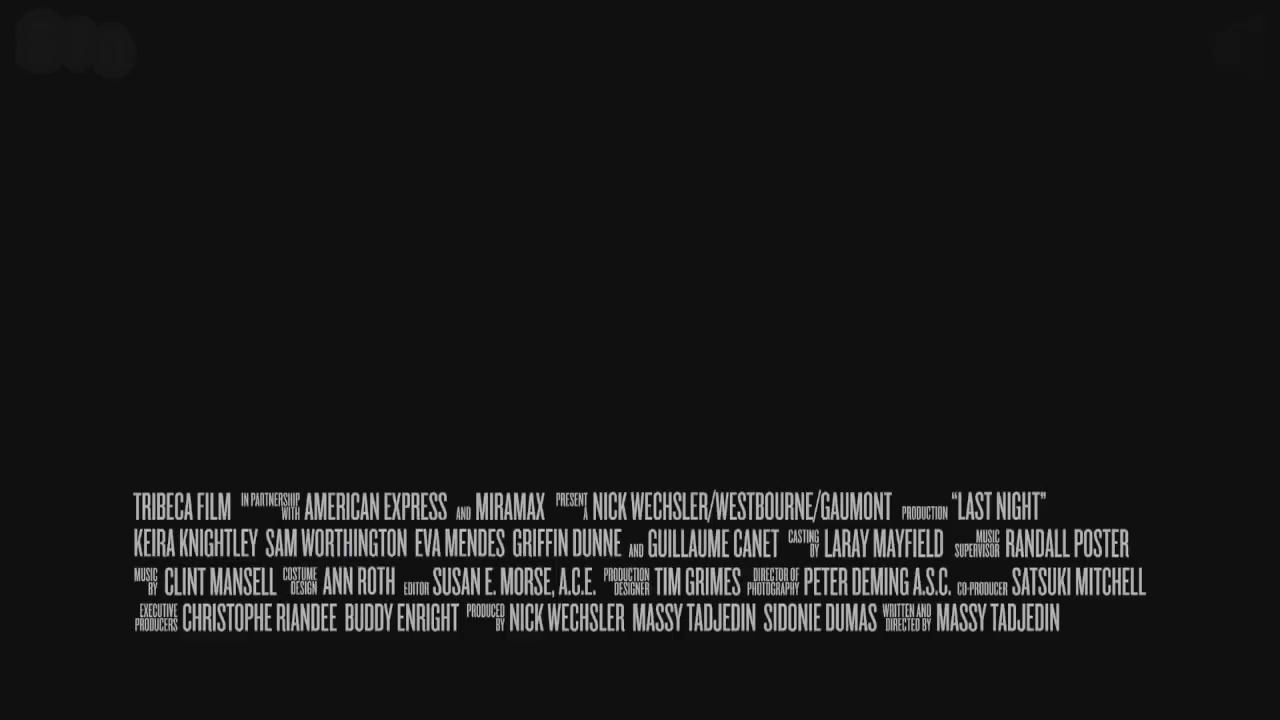 TRIBECA FILM IN PARTNERSHIP WITH AMERICAN EXPRESS AND MIRAMAX PRESENT A NICK WECHSLER/WESTBOURNE/GAUMONT PRODUCTION "LAST NIGHT"
KEIRA KNIGHTLEY SAM WORTHINGTON EVA MENDES GRIFFIN DUNNE AND GUILLAUME CANET CASTING BY LARAY MAYFIELD MUSIC SUPERVISOR RANDALL POSTER
MUSIC BY CLINT MANSELL COSTUME DESIGN ANN ROTH EDITOR SUSAN E. MORSE, A.C.E. PRODUCTION DESIGNER TIM GRIMES DIRECTOR OF PHOTOGRAPHY PETER DEMING A.S.C. CO-PRODUCER SATSUKI MITCHELL
EXECUTIVE PRODUCERS CHRISTOPHE RIANDEE BUDDY ENRIGHT PRODUCED BY NICK WECHSLER MASSY TADJEDIN SIDONIE DUMAS WRITTEN AND DIRECTED BY MASSY TADJEDIN